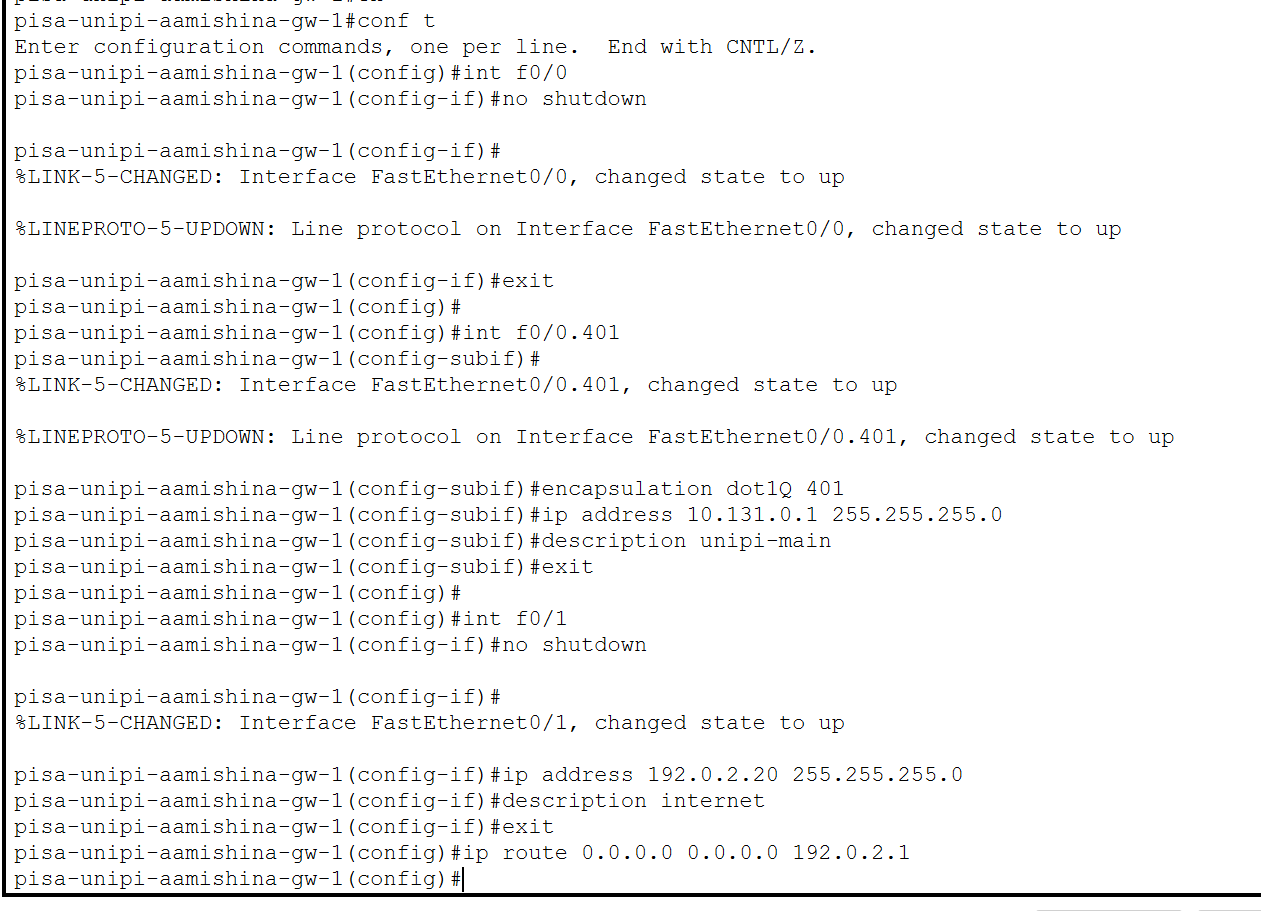 pisa-unipi-aamishina-gw-1#conf t
Enter configuration commands, one per line.  End with CNTL/Z.
pisa-unipi-aamishina-gw-1(config)#int f0/0
pisa-unipi-aamishina-gw-1(config-if)#no shutdown
pisa-unipi-aamishina-gw-1(config-if)#
%LINK-5-CHANGED: Interface FastEthernet0/0, changed state to up
%LINEPROTO-5-UPDOWN: Line protocol on Interface FastEthernet0/0, changed state to up
pisa-unipi-aamishina-gw-1(config-if)#exit
pisa-unipi-aamishina-gw-1(config)#
pisa-unipi-aamishina-gw-1(config)#int f0/0.401
pisa-unipi-aamishina-gw-1(config-subif)#
%LINK-5-CHANGED: Interface FastEthernet0/0.401, changed state to up
%LINEPROTO-5-UPDOWN: Line protocol on Interface FastEthernet0/0.401, changed state to up
pisa-unipi-aamishina-gw-1(config-subif)#encapsulation dot1Q 401
pisa-unipi-aamishina-gw-1(config-subif)#ip address 10.131.0.1 255.255.255.0
pisa-unipi-aamishina-gw-1(config-subif)#description unipi-main
pisa-unipi-aamishina-gw-1(config-subif)#exit
pisa-unipi-aamishina-gw-1(config)#
pisa-unipi-aamishina-gw-1(config)#int f0/1
pisa-unipi-aamishina-gw-1(config-if)#no shutdown
pisa-unipi-aamishina-gw-1(config-if)#
%LINK-5-CHANGED: Interface FastEthernet0/1, changed state to up
pisa-unipi-aamishina-gw-1(config-if)#ip address 192.0.2.20 255.255.255.0
pisa-unipi-aamishina-gw-1(config-if)#description internet
pisa-unipi-aamishina-gw-1(config-if)#exit
pisa-unipi-aamishina-gw-1(config)#ip route 0.0.0.0 0.0.0.0 192.0.2.1
pisa-unipi-aamishina-gw-1(config)#